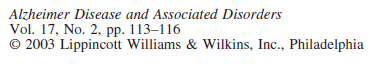 Alzheimer Disease and Associated Disorders
Vol. 17, No. 2, pp. 113–116
© 2003 Lippincott Williams & Wilkins, Inc., Philadelphia